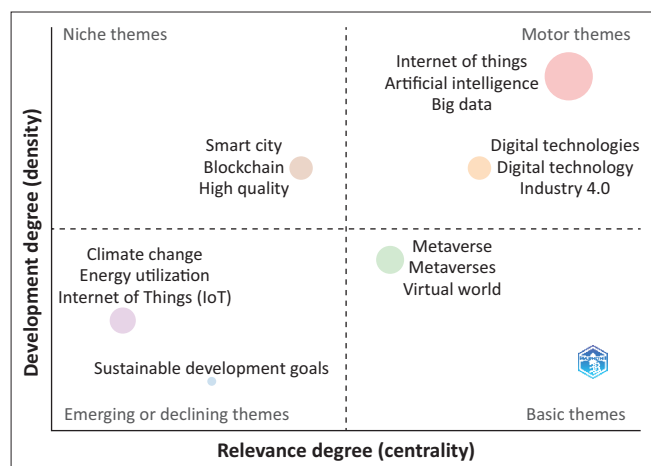 Niche themes
Motor themes
Internet of things
Artificial intelligence
Big data
Smart city
Blockchain
High quality
Digital technologies
Digital technology
Industry 4.0
Climate change
Energy utilization
Internet of Things (IoT)
Metaverse
Metaverses
Virtual world
Sustainable development goals
Emerging or declining themes
Basic themes
Development degree (density)
Relevance degree (centrality)